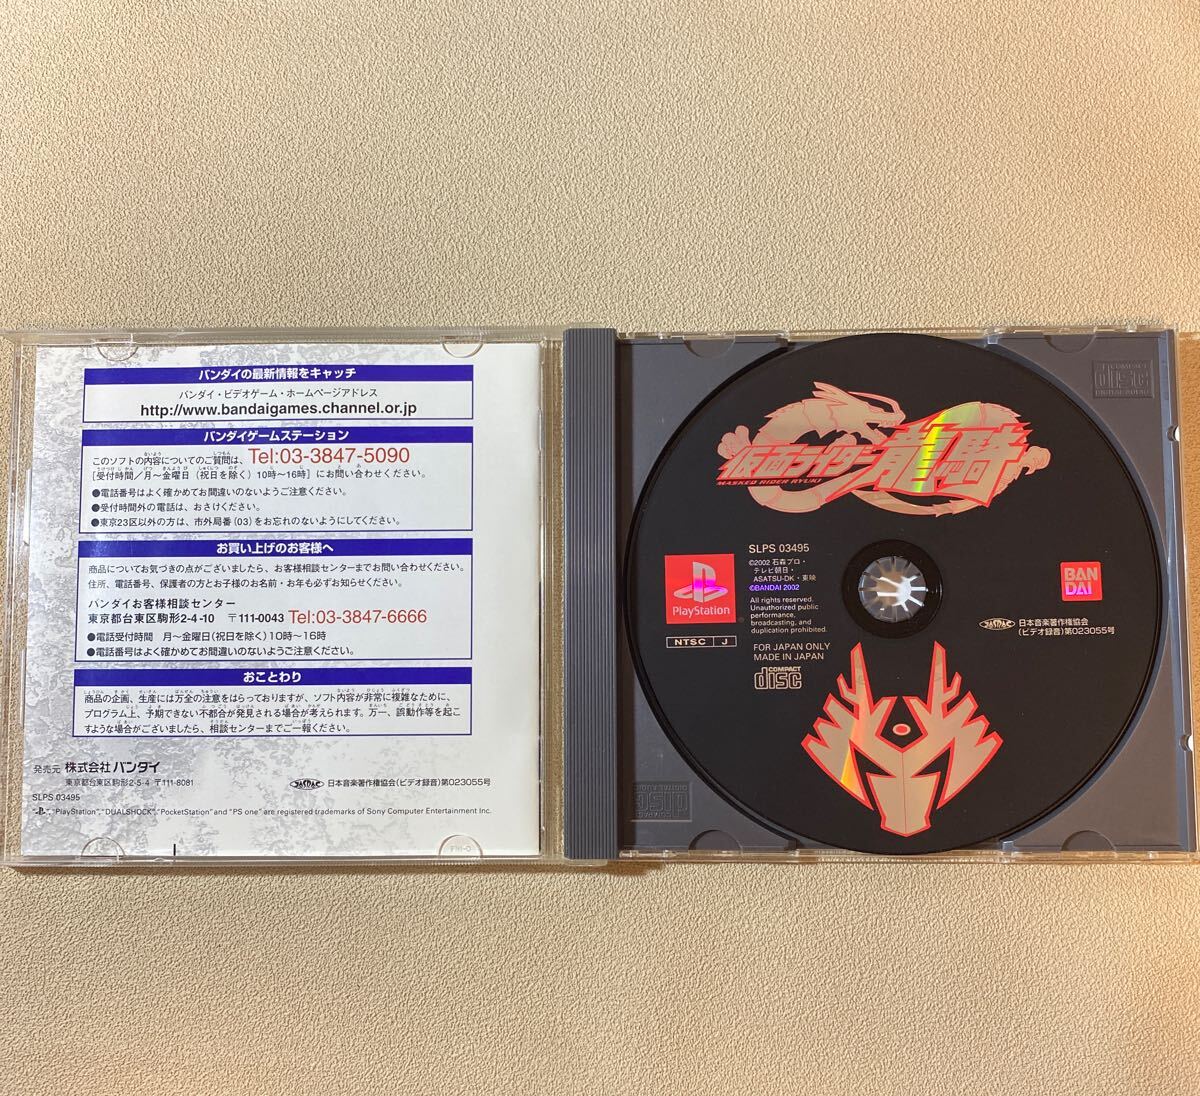 バンダイの最新情報をキャッチ
バンダイ・ビデオゲーム・ホームページアドレス
http://www.bandaigames.channel.or.jp
バンダイゲームステーション
このソフトの内容についてのご質問は、Tel:03-3847-5090
[受付時間/月〜金曜日(祝日を除く)10時〜16時]にお問い合わせください。
●電話番号はよく確かめてお間違いのないようご注意ください。
●受付時間外の電話は、おさけください。
●東京23区以外の方は、市外局番(03)をお忘れのないようにしてください。
お買い上げのお客様へ
商品についてお気づきの点がございましたら、お客様相談センターまでお問い合わせください。
住所、電話番号、保護者の方とお子様のお名前・お年も必ずお知らせください。
バンダイお客様相談センター
東京都台東区駒形2-4-10 〒111-0043 Tel:03-3847-6666
●電話受付時間 月〜金曜日(祝日を除く)10時〜16時
●電話番号はよく確かめてお間違いのないようご注意ください。
おことわり
商品の企画、生産には万全の注意をはらっておりますが、ソフト内容が非常に複雑なために、
プログラム上、予期できない不都合が発見される場合が考えられます。万一、誤動作等を起こ
すような場合がございましたら、相談センターまでご一報ください。
発売元 株式会社バンダイ
東京都台東区駒形2-5-4 〒111-8081
JASRAC 日本音楽著作権協会(ビデオ録音)第023055号
SLPS 03495
"PlayStation", "DUALSHOCK", "PocketStation" and "PS one" are registered trademarks of Sony Computer Entertainment Inc.
仮面ライダー龍騎
MASKED RIDER RYUKI
SLPS 03495
©2002 石森プロ・
テレビ朝日・
ASATSU-DK・東映
©BANDAI 2002
All rights reserved.
Unauthorized public
performance,
broadcasting, and
duplication prohibited.
FOR JAPAN ONLY
MADE IN JAPAN
COMPACT
disc
PlayStation
NTSC J
BAN
DAI
JASRAC 日本音楽著作権協会
(ビデオ録音)第023055号
COMPACT
disc
DIGITAL AUDIO